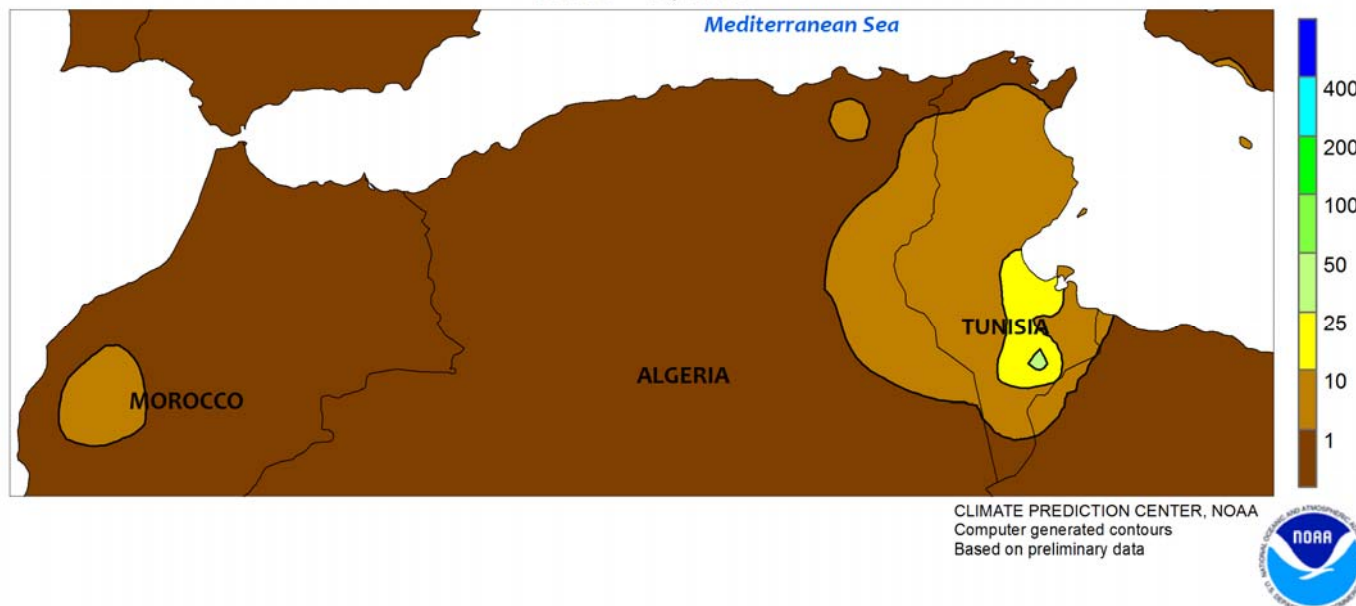 Mediterranean Sea
400
200
100
50
25
10
1
TUNISIA
ALGERIA
MOROCCO
CLIMATE PREDICTION CENTER, NOAA
Computer generated contours
Based on preliminary data
NOAA